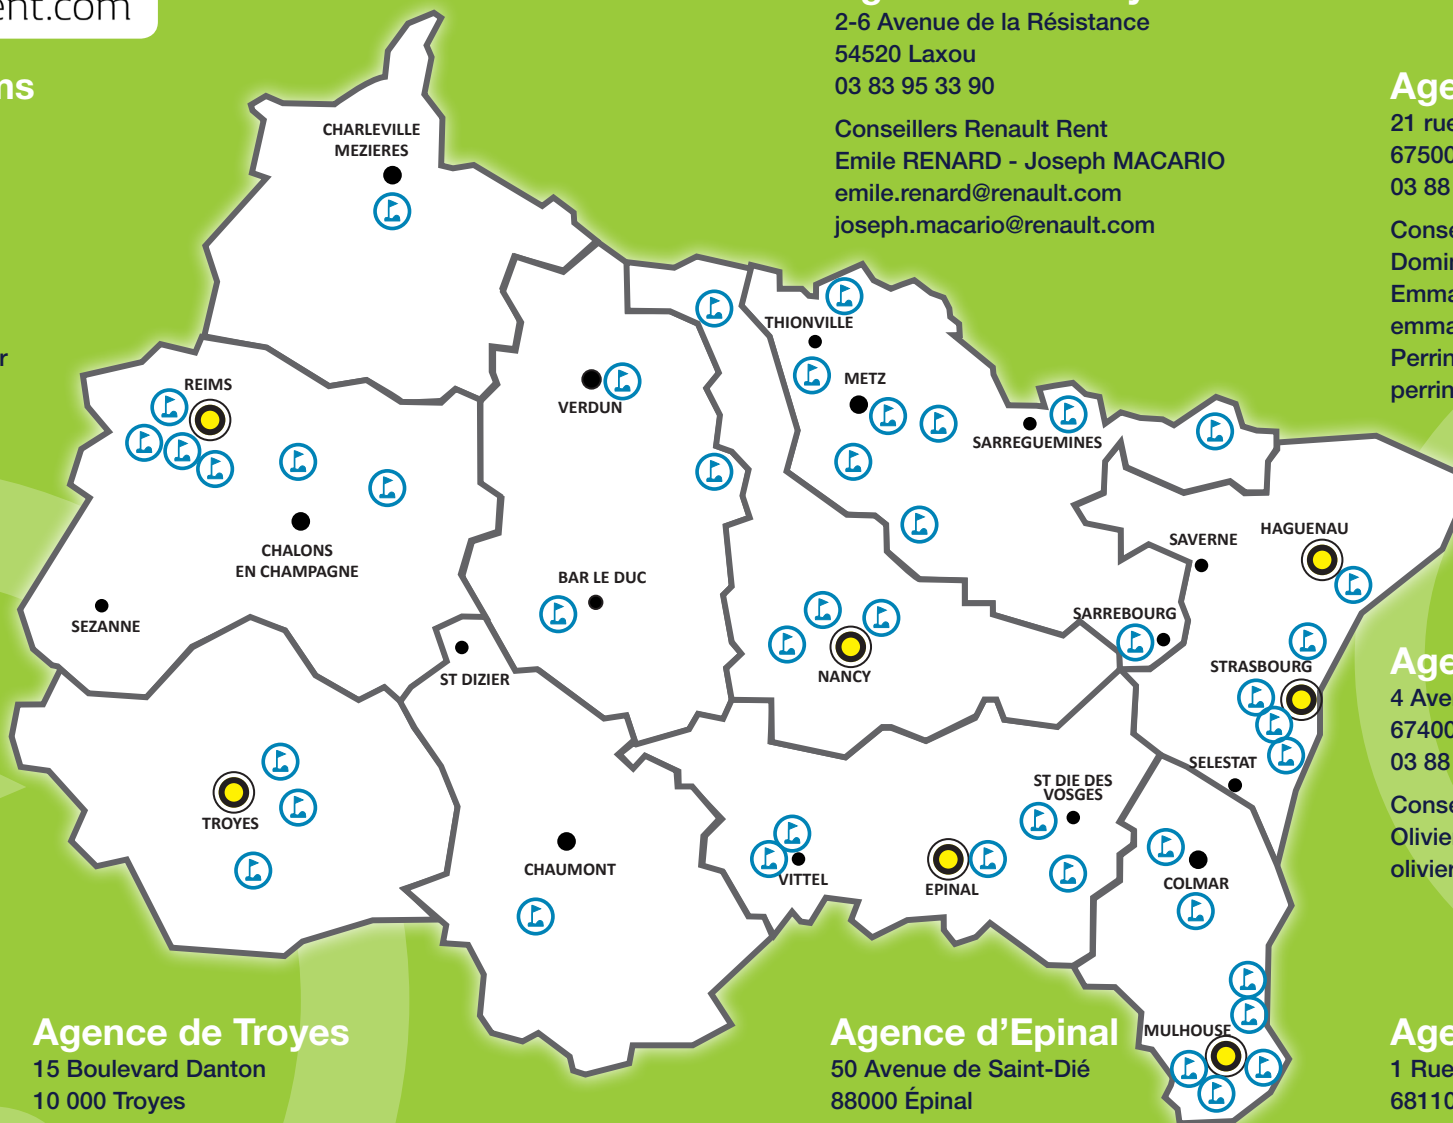 ent.com
2-6 Avenue de la Résistance
54520 Laxou
03 83 95 33 90
Conseillers Renault Rent
Emile RENARD - Joseph MACARIO
emile.renard@renault.com
joseph.macario@renault.com
ns
r
Age
21 rue
67500
03 88
Conse
Domin
Emma
emma
Perrin
perrin
CHARLEVILLE
MEZIERES
THIONVILLE
REIMS
METZ
VERDUN
SARREGUEMINES
HAGUENAU
SAVERNE
CHALONS
EN CHAMPAGNE
BAR LE DUC
SEZANNE
SARREBOURG
STRASBOURG
ST DIZIER
NANCY
Age
4 Ave
67400
03 88
Conse
Olivie
olivier
SELESTAT
ST DIE DES
VOSGES
TROYES
CHAUMONT
VITTEL
EPINAL
COLMAR
MULHOUSE
Agence de Troyes
15 Boulevard Danton
10 000 Troyes
Agence d’Epinal
50 Avenue de Saint-Dié
88000 Épinal
Age
1 Rue
68110